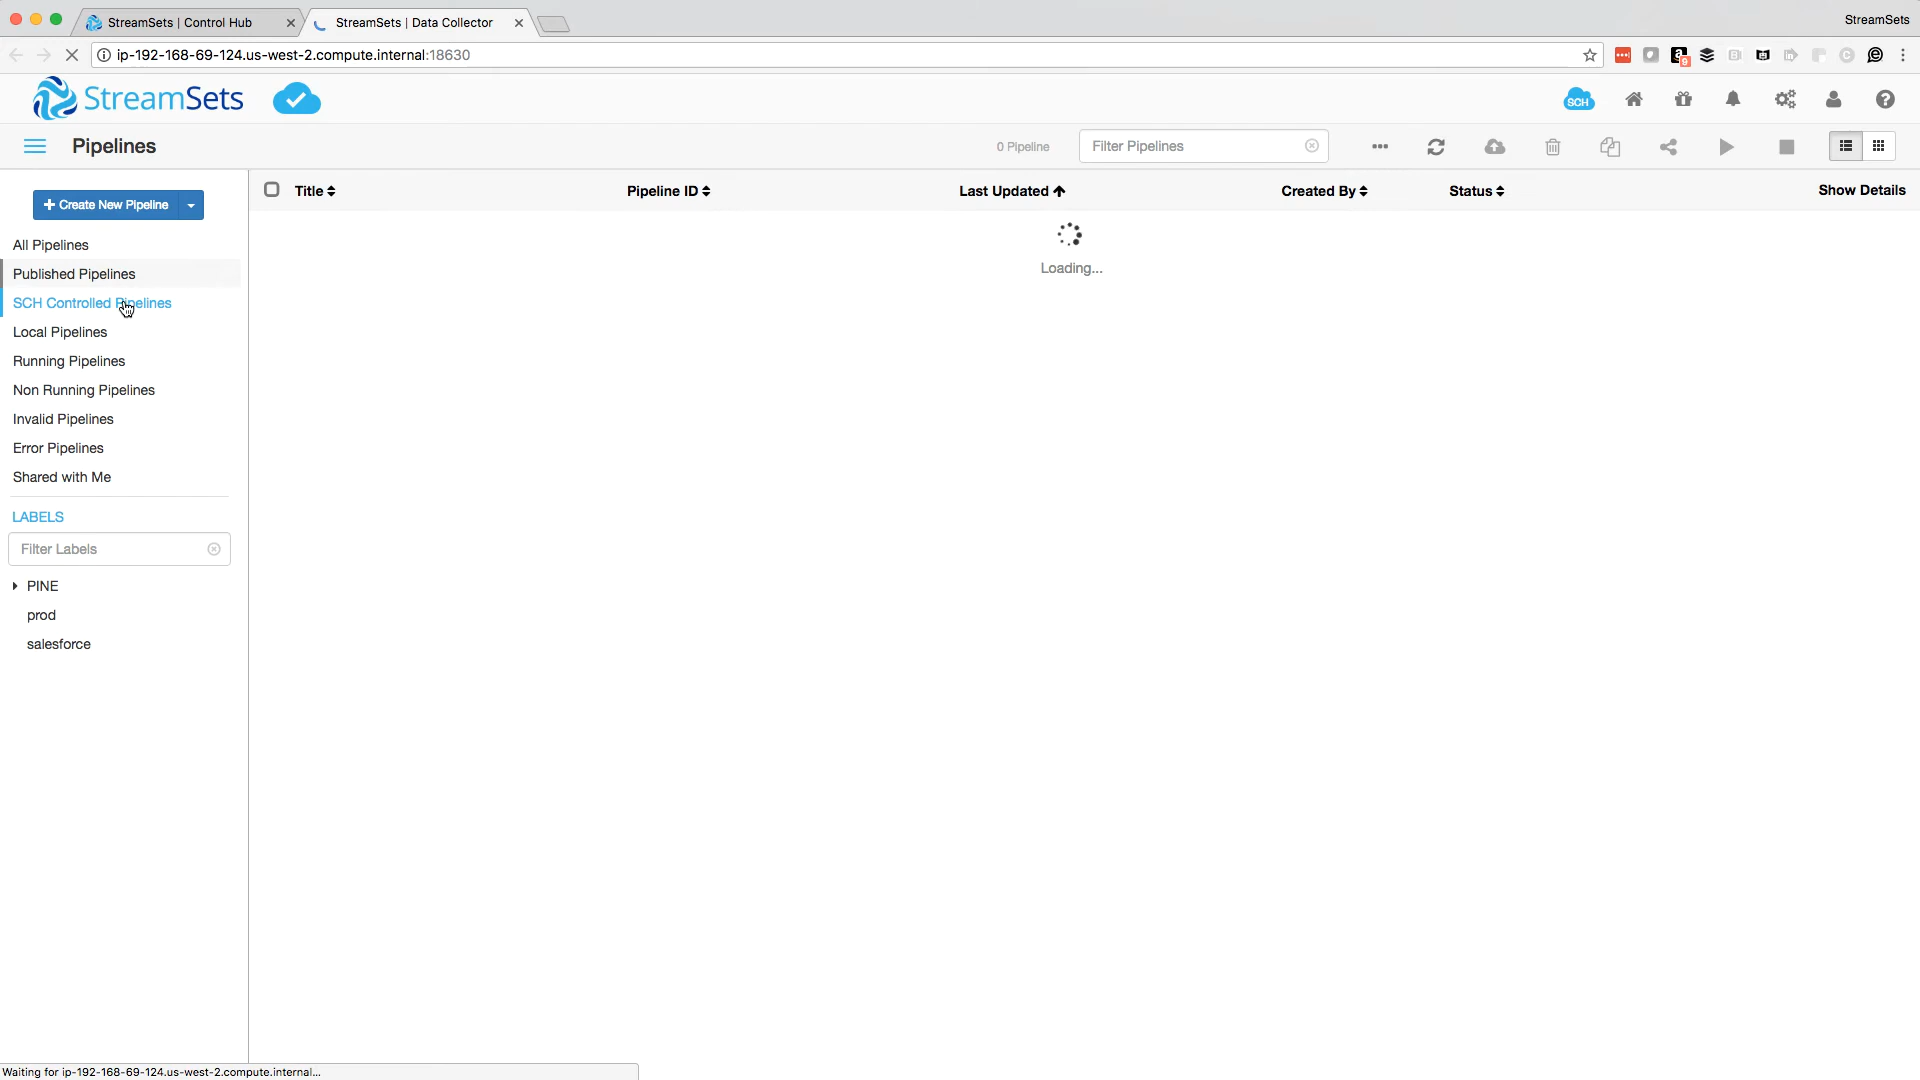 StreamSets | Control Hub
StreamSets | Data Collector
StreamSets
ip-192-168-69-124.us-west-2.compute.internal:18630
9
StreamSets
SCH
Pipelines
0 Pipeline
Filter Pipelines
Create New Pipeline
Title
Pipeline ID
Last Updated
Created By
Status
Show Details
Loading...
All Pipelines
Published Pipelines
SCH Controlled Pipelines
Local Pipelines
Running Pipelines
Non Running Pipelines
Invalid Pipelines
Error Pipelines
Shared with Me
LABELS
Filter Labels
PINE
prod
salesforce
Waiting for ip-192-168-69-124.us-west-2.compute.internal...